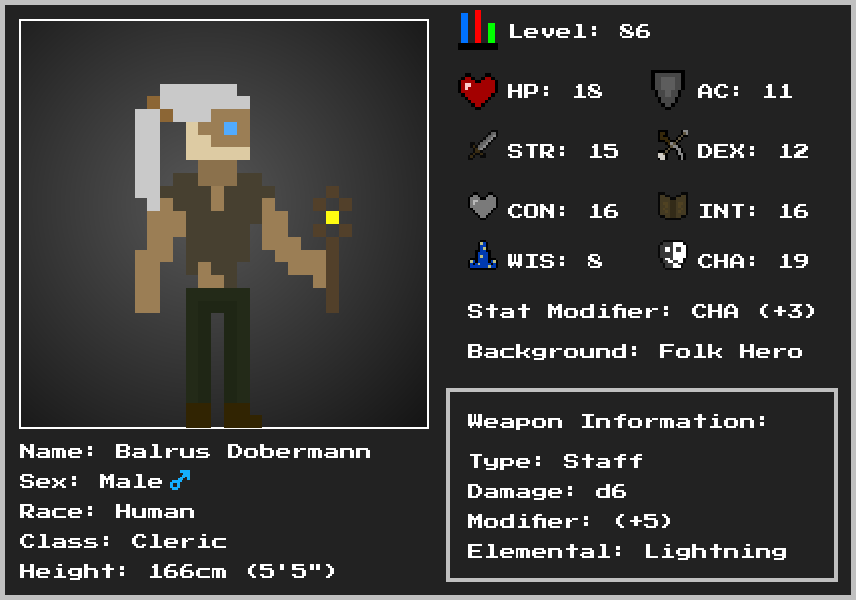 Level: 86
HP: 18 AC: 11
STR: 15 DEX: 12
CON: 16 INT: 16
WIS: 8 CHA: 19
Stat Modifier: CHA (+3)
Background: Folk Hero
Weapon Information:
Type: Staff
Damage: d6
Modifier: (+5)
Elemental: Lightning
Name: Balrus Dobermann
Sex: Male♂
Race: Human
Class: Cleric
Height: 166cm (5'5")